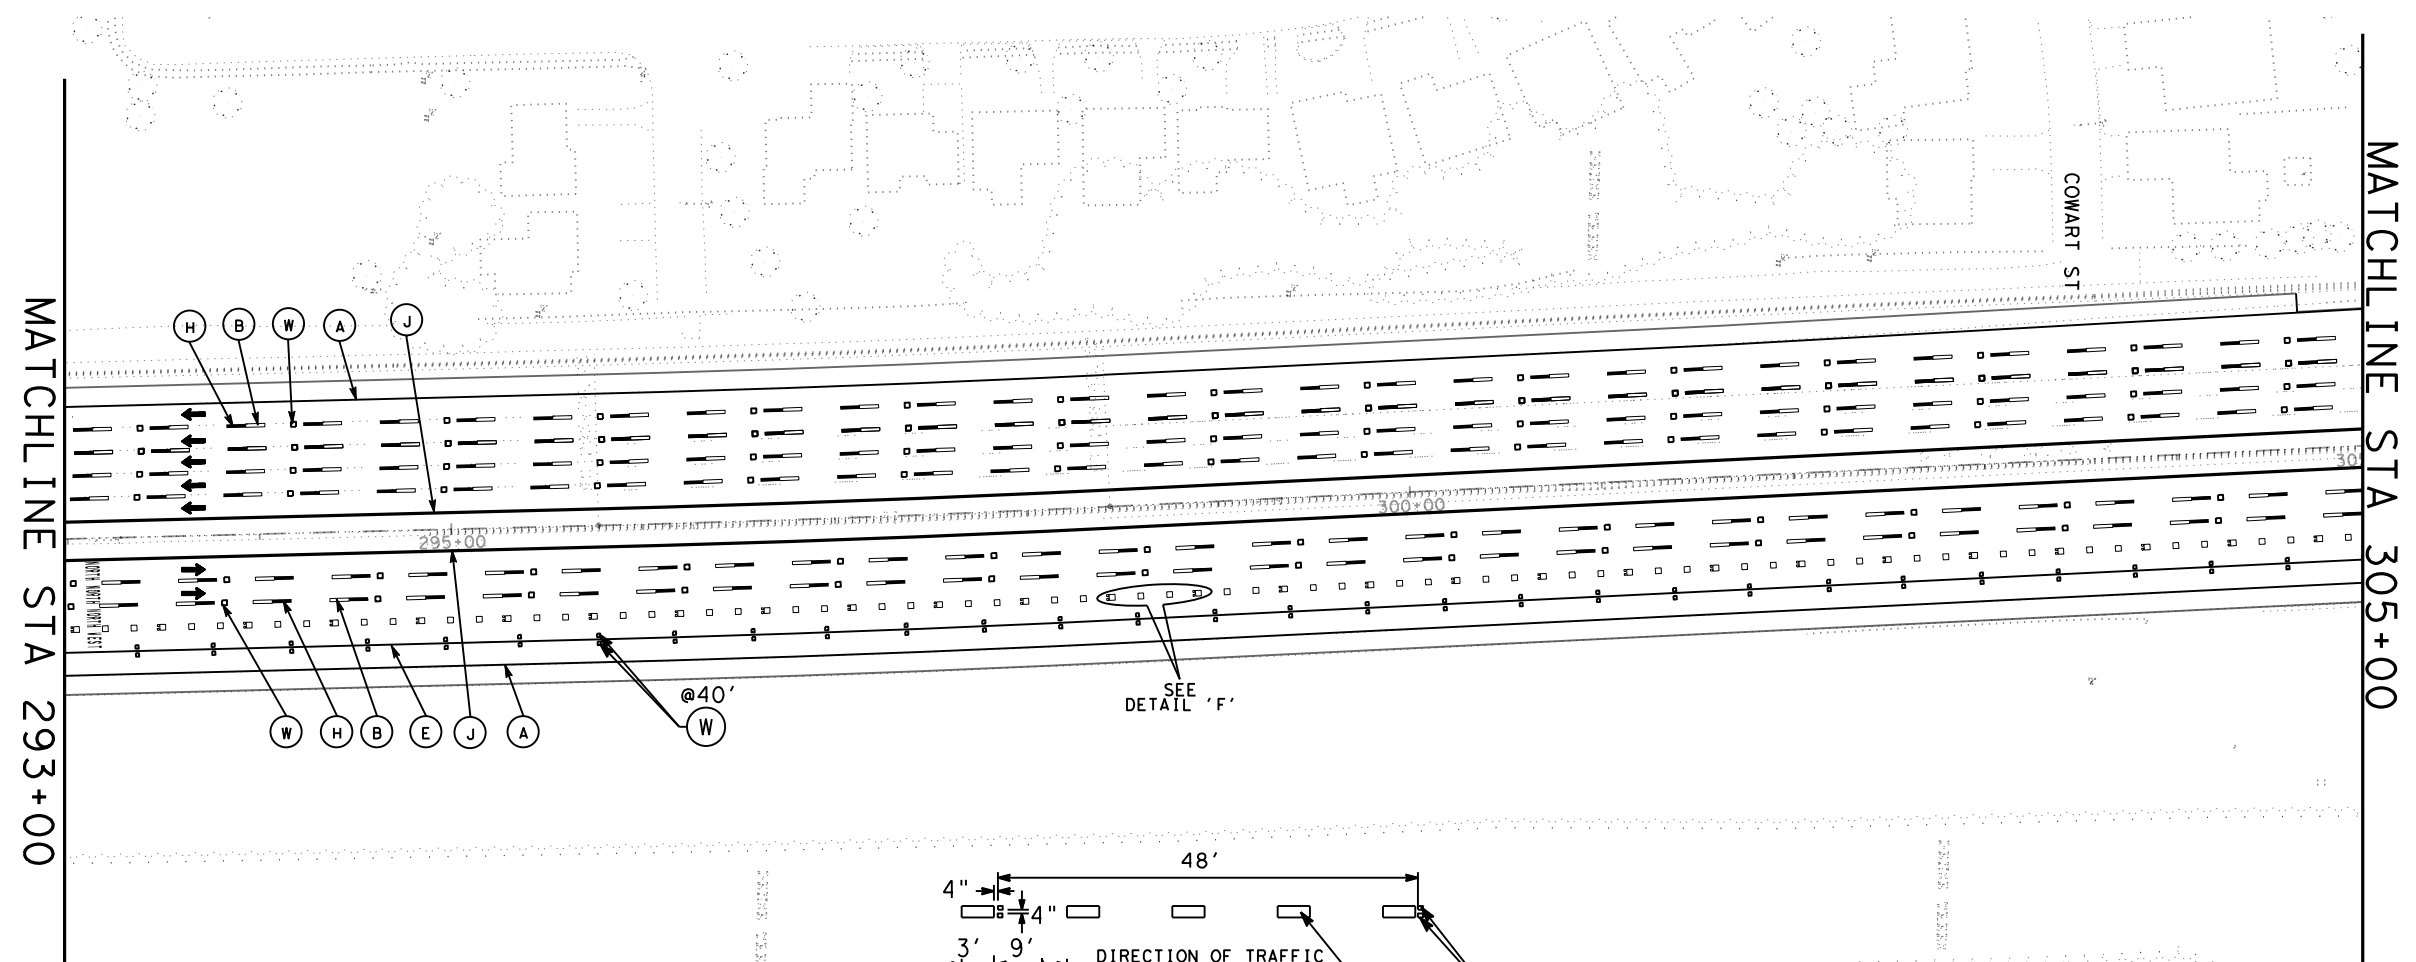 MATCHLINE STA 293+00
MATCHLINE STA 305+00
COWART ST
H
B
W
A
J
295+00
300+00
30
W
H
B
E
J
A
@40'
W
SEE
DETAIL 'F'
48'
4"
4"
3'
9'
DIRECTION OF TRAFFIC